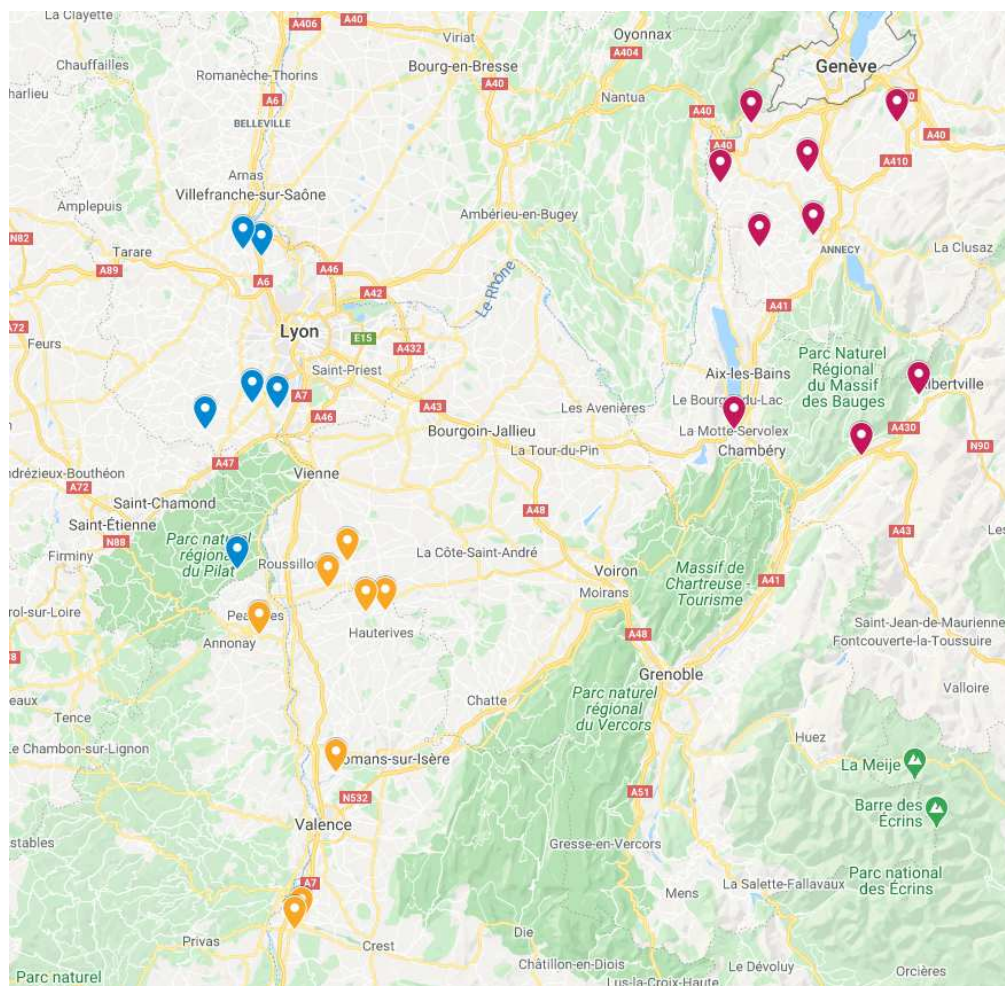 La Clayette
A406
A40
Viriat
Oyonnax
A404
Chauffailles
Bourg-en-Bresse
Genève
Romanèche-Thorins
A40
Nantua
A6
A40
BELLEVILLE
A40
A40
A410
Arnas
Villefranche-sur-Saône
Amplepuis
Ambérieu-en-Bugey
N82
Tarare
ANNECY
La Clusaz
A89
A46
Le Rhône
A6
A42
A41
A72
Lyon
E15
Feurs
A432
Parc Naturel
Régional
du Massif
des Bauges
Saint-Priest
Aix-les-Bains
A7
Le Bourget-du-Lac
Les Avenières
A43
A46
A430
Bourgoin-Jallieu
La Motte-Servolex
N90
Chambéry
La Tour-du-Pin
A47
Vienne
A72
Saint-Chamond
A48
Saint-Étienne
A43
Parc naturel
régional
du Pilat
N88
La Côte-Saint-André
Firminy
Roussillon
Voiron
Massif de
Chartreuse -
Tourisme
A41
Moirans
Saint-Jean-de-Maurienne
A48
Hauterives
Annonay
Fontcouverte-la-Toussuire
Grenoble
Valloire
Chatte
Parc naturel
régional
du Vercors
Tence
Huez
Le Chambon-sur-Lignon
La Meije
A51
N532
Barre des
Écrins
Valence
Gresse-en-Vercors
Parc national
des Écrins
A7
La Salette-Fallavaux
Mens
Die
Privas
Crest
Châtillon-en-Diois
Le Dévoluy
Orcières
Parc naturel
Lus-la-Croix-Haute